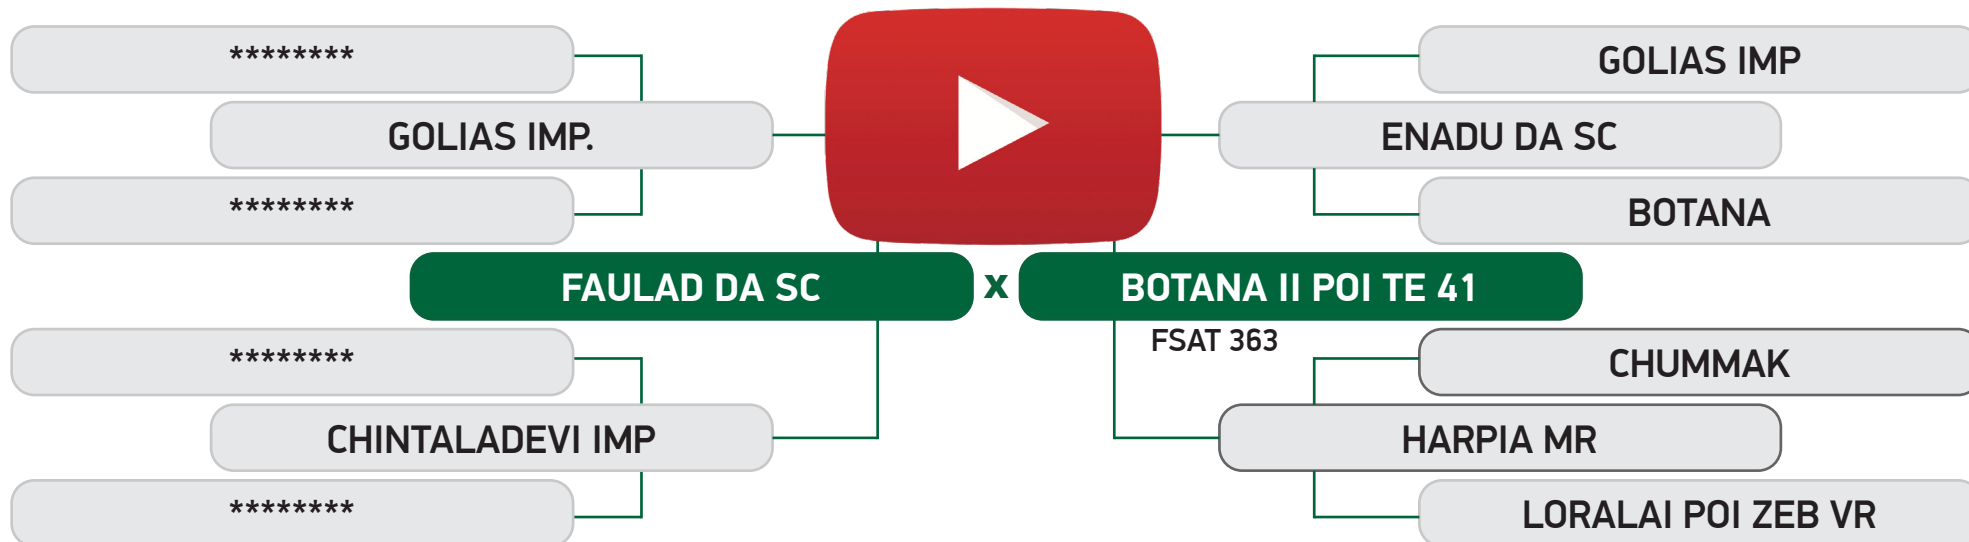 ********
GOLIAS IMP.
********
FAULAD DA SC
********
CHINTALADEVI IMP
********
x
GOLIAS IMP
ENADU DA SC
BOTANA
BOTANA II POI TE 41
FSAT 363
CHUMMAK
HARPIA MR
LORALAI POI ZEB VR